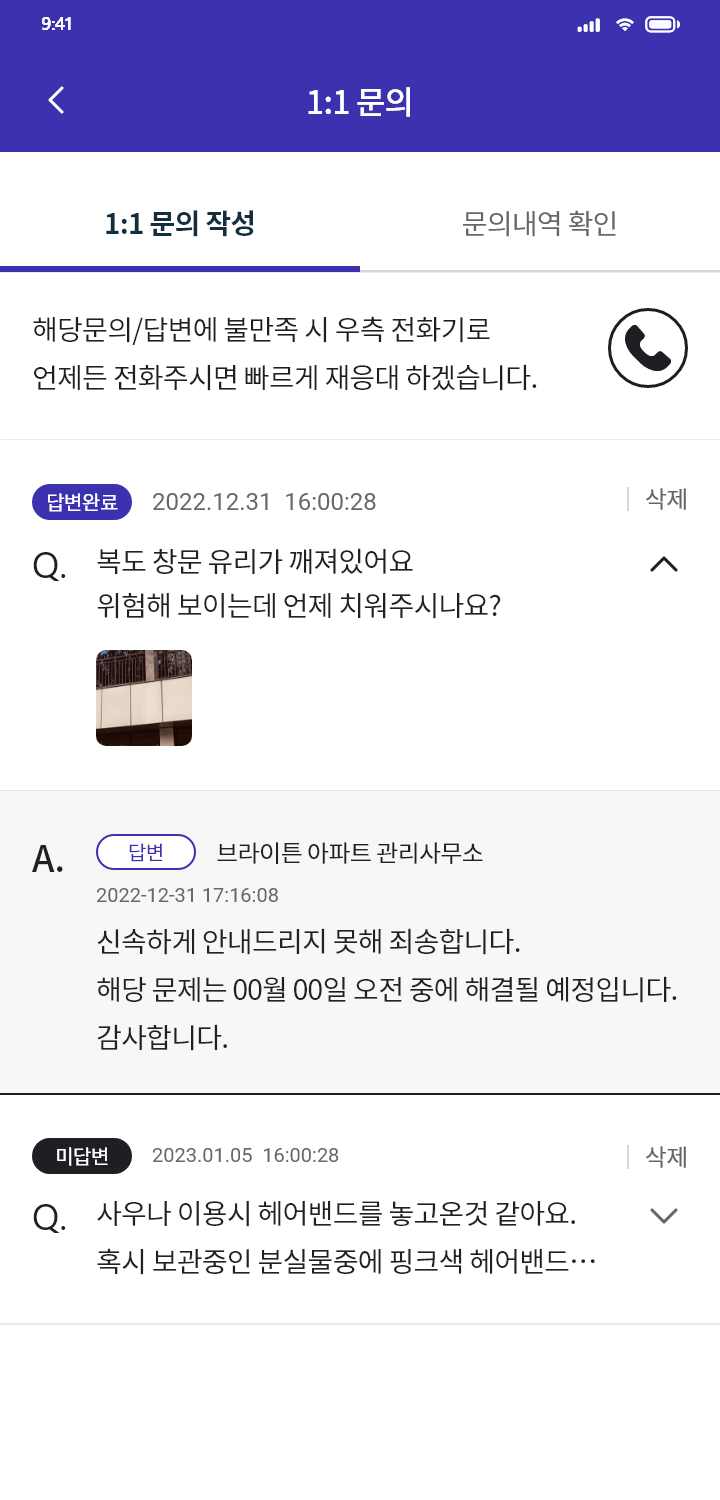 9:41
1:1 문의
1:1 문의 작성
문의내역 확인
해당문의/답변에 불만족 시 우측 전화기로
언제든 전화주시면 빠르게 재응대 하겠습니다.
답변완료 2022.12.31 16:00:28 삭제
Q. 복도 창문 유리가 깨져있어요
위험해 보이는데 언제 치워주시나요?
A. 답변 브라이튼 아파트 관리사무소
2022-12-31 17:16:08
신속하게 안내드리지 못해 죄송합니다.
해당 문제는 00월 00일 오전 중에 해결될 예정입니다.
감사합니다.
미답변 2023.01.05 16:00:28 삭제
Q. 사우나 이용시 헤어밴드를 놓고온것 같아요.
혹시 보관중인 분실물중에 핑크색 헤어밴드…